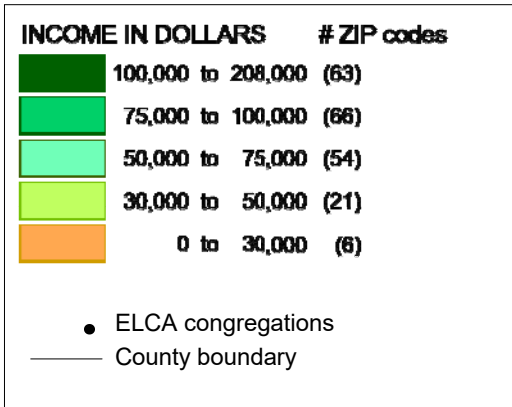 INCOME IN DOLLARS # ZIP codes
100,000 to 208,000 (63)
75,000 to 100,000 (66)
50,000 to 75,000 (54)
30,000 to 50,000 (21)
0 to 30,000 (6)
ELCA congregations
County boundary